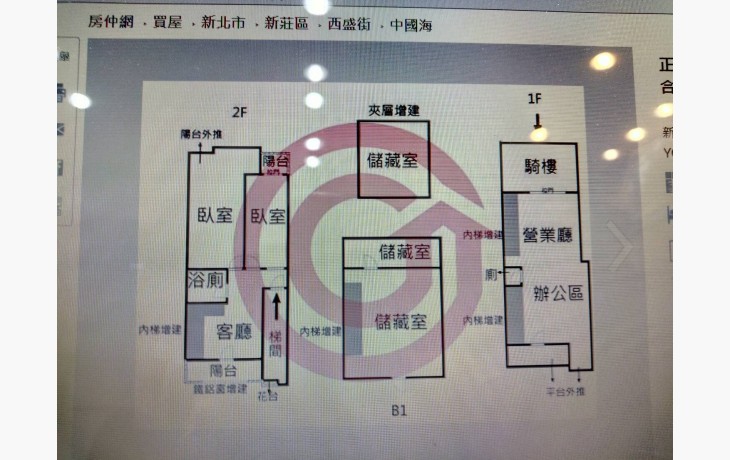 房仲網 ﹒買屋 ﹒新北市 ﹒新莊區 ﹒西盛街 ﹒中國海
正
合
新
2F
夾層增建
1F
陽台外推
陽台
儲藏室
騎樓
臥室
臥室
內梯增建
營業廳
儲藏室
浴廁
廁
辦公區
儲藏室
內梯增建
客廳
梯間
內梯增建
內梯增建
陽台
鐵鋁窗增建
花台
平台外推
B1